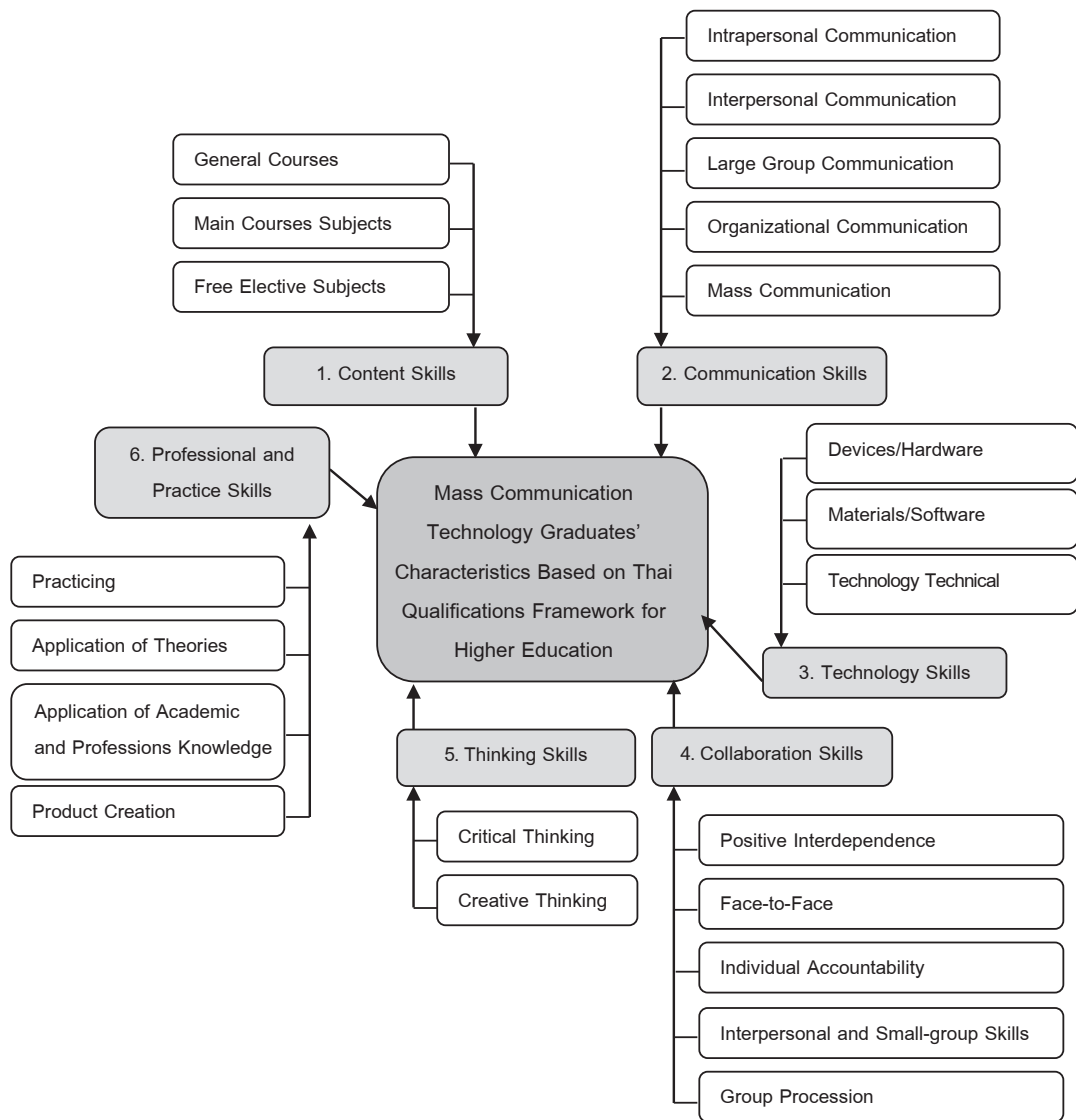 Intrapersonal Communication
Interpersonal Communication
Large Group Communication
Organizational Communication
Mass Communication
General Courses
Main Courses Subjects
Free Elective Subjects
1. Content Skills
2. Communication Skills
6. Professional and
Practice Skills
Mass Communication
Technology Graduates’
Characteristics Based on Thai
Qualifications Framework for
Higher Education
Devices/Hardware
Materials/Software
Technology Technical
3. Technology Skills
Practicing
Application of Theories
Application of Academic
and Professions Knowledge
Product Creation
5. Thinking Skills
4. Collaboration Skills
Critical Thinking
Creative Thinking
Positive Interdependence
Face-to-Face
Individual Accountability
Interpersonal and Small-group Skills
Group Procession